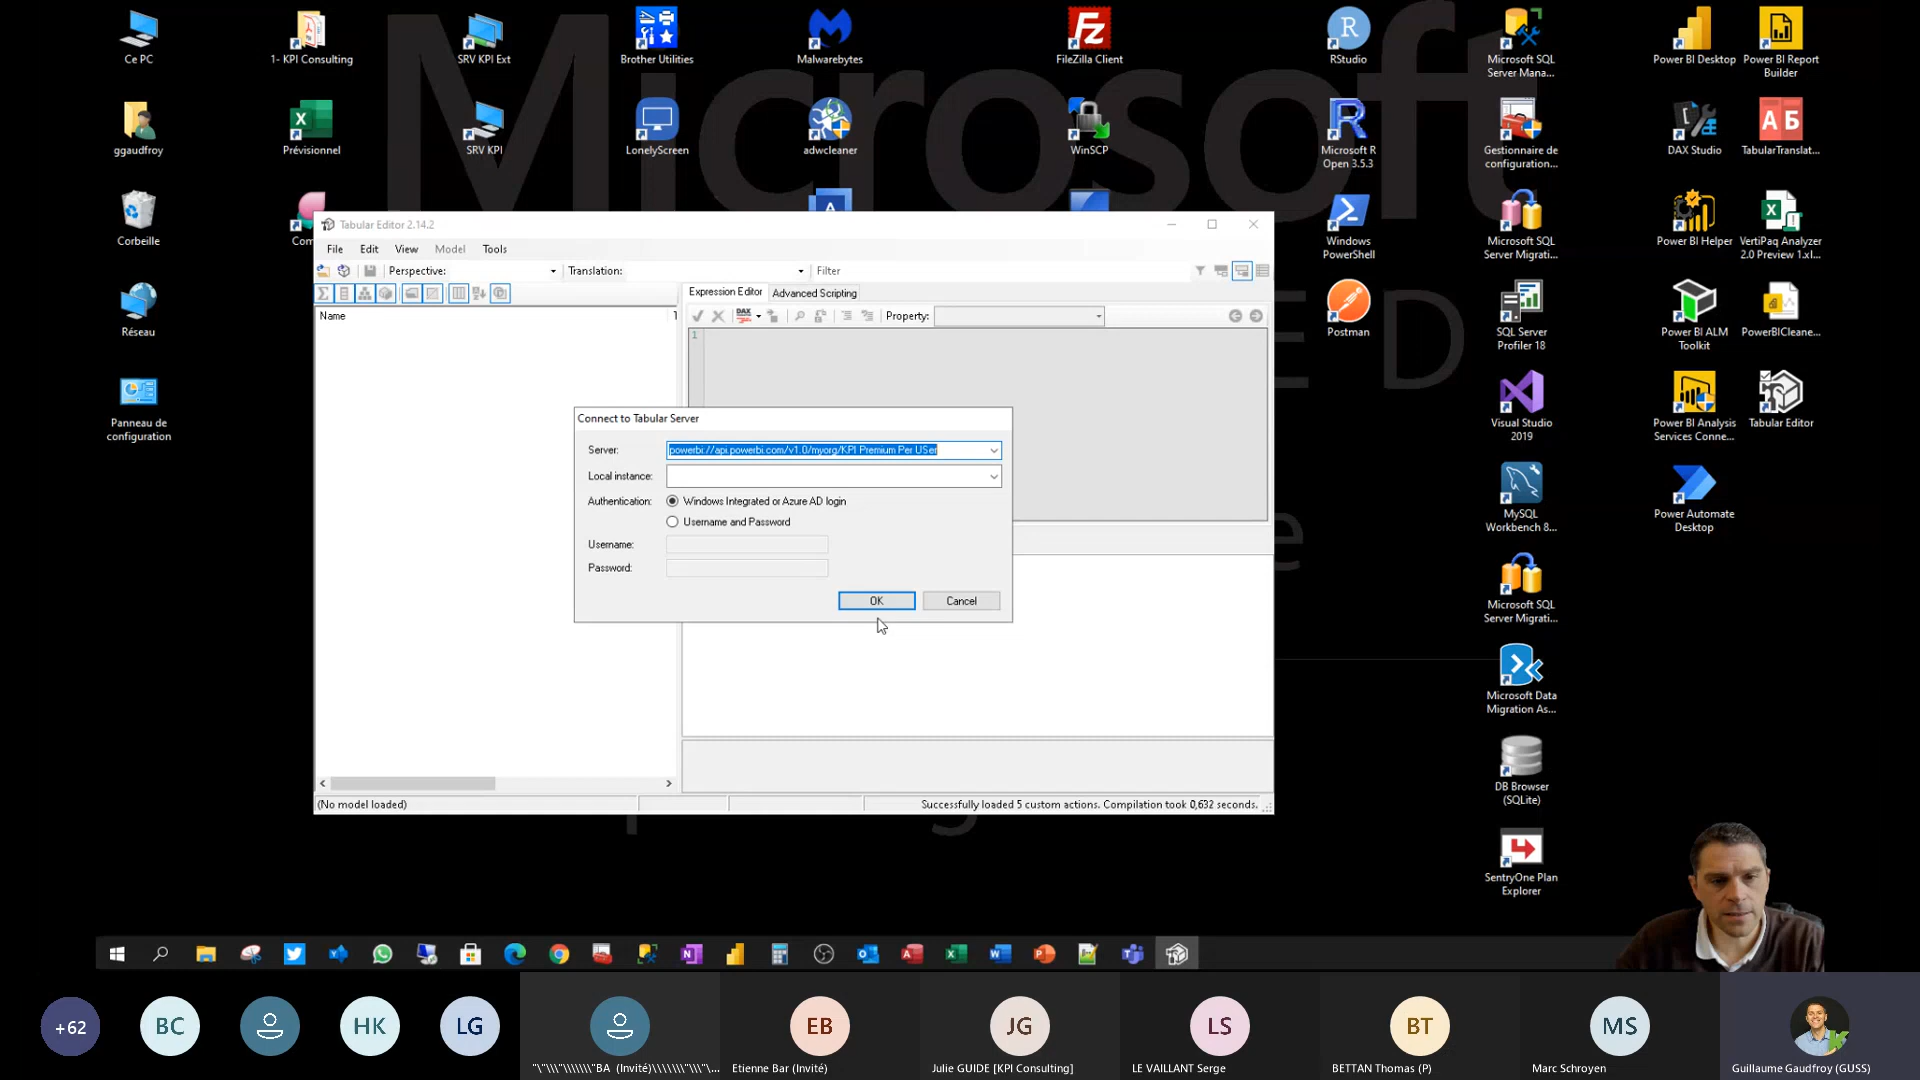 Microsoft
Ce PC
1- KPI Consulting
SRV KPI Ext
Brother Utilities
Malwarebytes
FileZilla Client
RStudio
Microsoft SQL
Server Mana...
Power BI Desktop
Power BI Report
Builder
ggaudfroy
Prévisionnel
SRV KPI
LonelyScreen
adwcleaner
WinSCP
Microsoft R
Open 3.5.3
Gestionnaire de
configuration...
DAX Studio
TabularTranslat...
Corbeille
Com
Windows
PowerShell
Microsoft SQL
Server Migrati...
Power BI Helper
VertiPaq Analyzer
2.0 Preview 1.xl...
Réseau
Postman
SQL Server
Profiler 18
Power BI ALM
Toolkit
PowerBICleane...
Panneau de
configuration
Visual Studio
2019
Power BI Analysis
Services Conne...
Tabular Editor
MySQL
Workbench 8...
Power Automate
Desktop
Microsoft SQL
Server Migrati...
Microsoft Data
Migration As...
DB Browser
(SQLite)
SentryOne Plan
Explorer
Tabular Editor 2.14.2
File Edit View Model Tools
Perspective: Translation: Filter
Expression Editor Advanced Scripting
Name
DAX Property:
1
Connect to Tabular Server
Server: powerbi://api.powerbi.com/v1.0/myorg/KPI Premium Per USer
Local instance:
Authentication: Windows Integrated or Azure AD login
Username and Password
Username:
Password:
OK Cancel
(No model loaded) Successfully loaded 5 custom actions. Compilation took 0,632 seconds.
+62 BC HK LG EB JG LS BT MS
"\"\\\"\\\\\\\"BA (Invité)\\\\\\\"\\\"\... Etienne Bar (Invité) Julie GUIDE [KPI Consulting] LE VAILLANT Serge BETTAN Thomas (P) Marc Schroyen Guillaume Gaudfroy (GUSS)